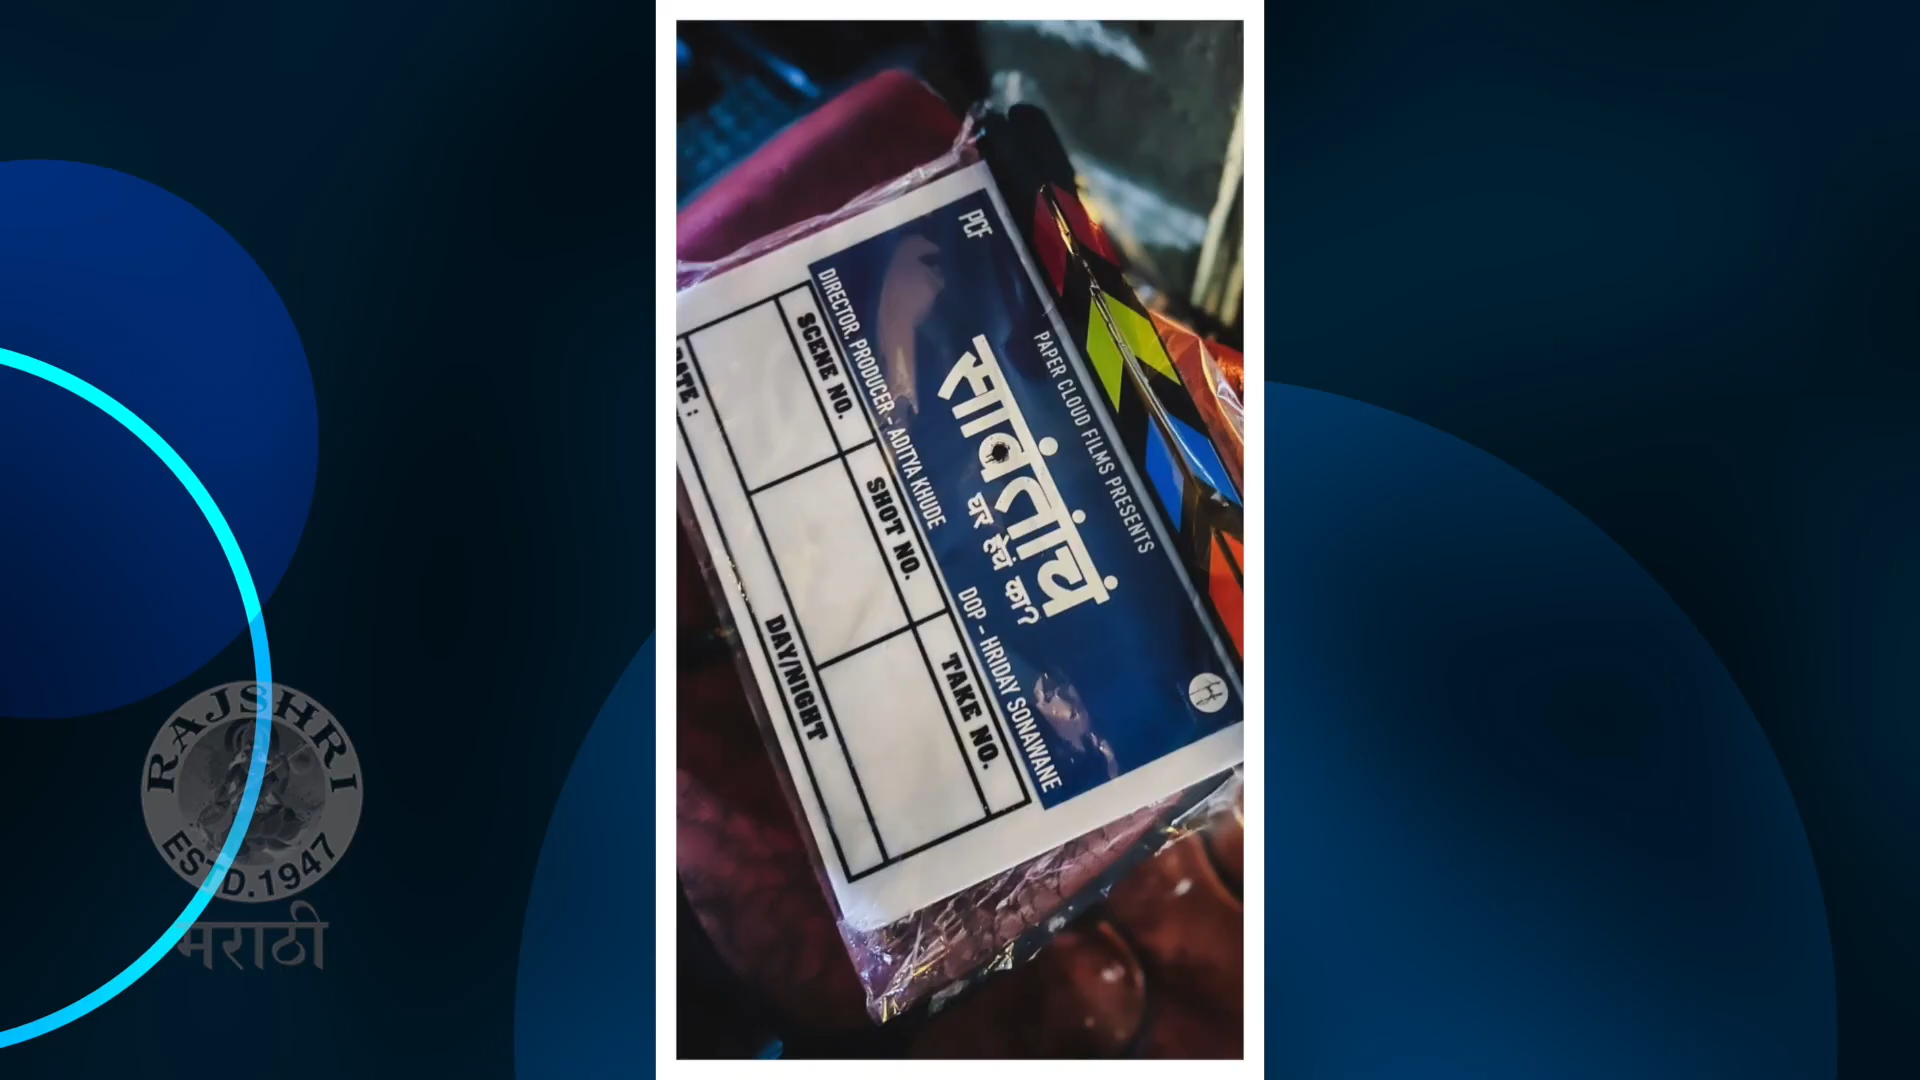 PCF
PAPER CLOUD FILMS PRESENTS
सावंतांचं
घर हेच का?
DIRECTOR, PRODUCER - ADITYA KHUDE
DOP - HRIDAY SONAWANE
SCENE NO.
SHOT NO.
TAKE NO.
DAY/NIGHT
RAJSHRI
ESTD.1947
मराठी